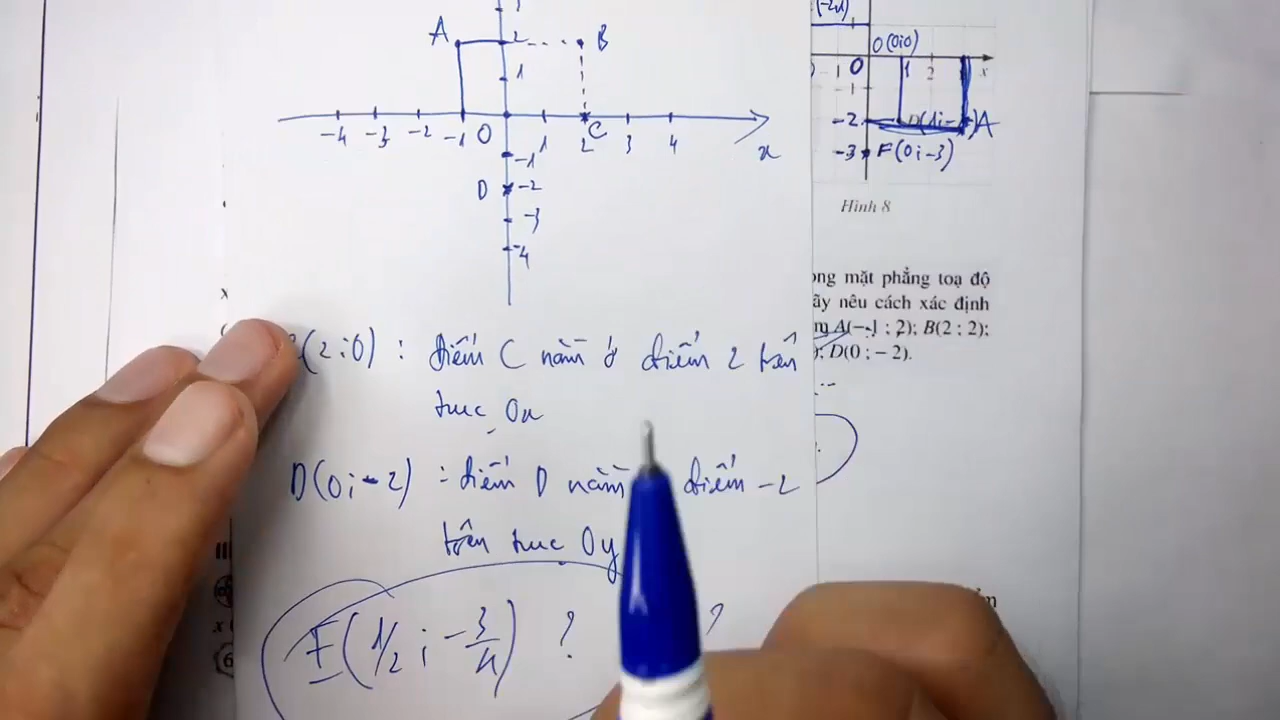 A
2
B
1
-4 -3 -2 -1 O 1 2 C 3 4
x
-1
D -2
-3
-4
(2;0) : điểm C nằm ở điểm 2 trên
trục Ox
D(0;-2) : điểm D nằm điểm -2
trên trục Oy
(1/2 ; -3/4) ? ?
O(0;0)
-1 0 1 2 x
-1
-2 A
-3 F(0;-3)
Hình 8
ong mặt phẳng toạ độ
ãy nêu cách xác định
m A(-1 ; 2); B(2 ; 2);
); D(0 ; -2).